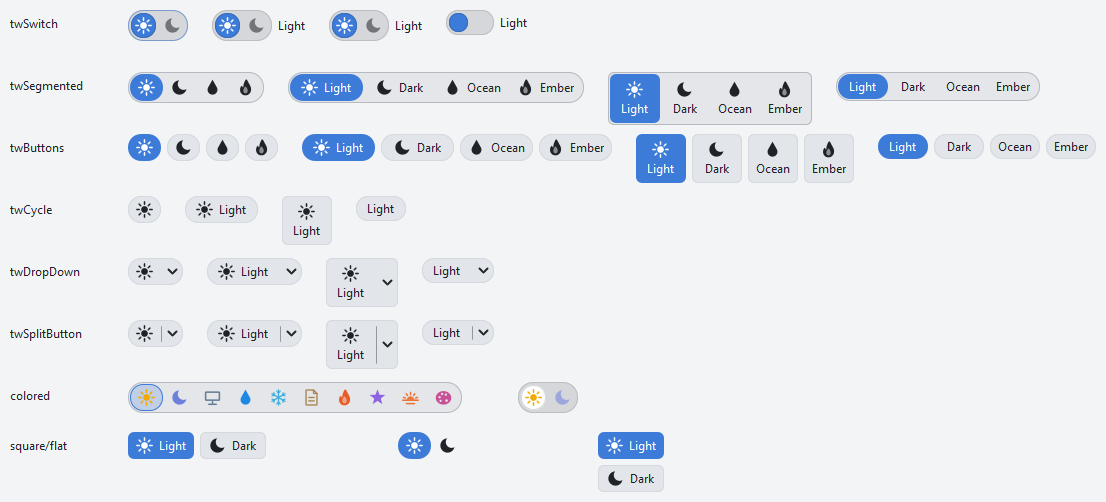 twSwitch Light Light Light
twSegmented Light Dark Ocean Ember Light Dark Ocean Ember Light Dark Ocean Ember
twButtons Light Dark Ocean Ember Light Dark Ocean Ember Light Dark Ocean Ember
twCycle Light Light Light
twDropDown Light Light Light
twSplitButton Light Light Light
colored
square/flat Light Dark Light
Dark